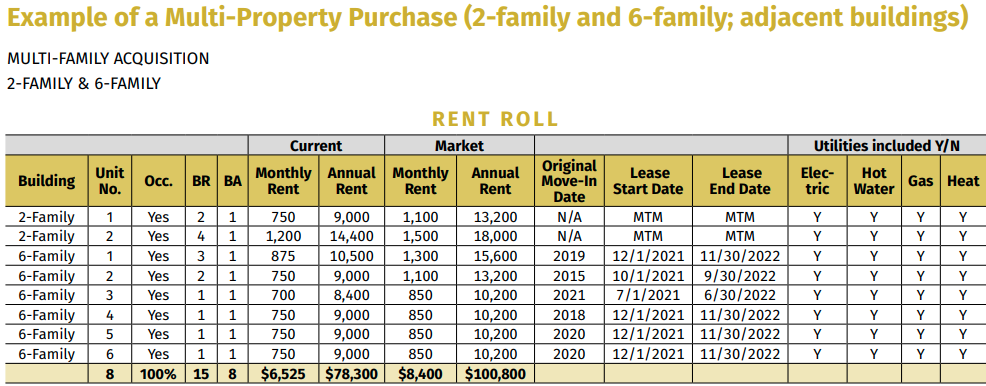 Example of a Multi-Property Purchase (2-family and 6-family; adjacent buildings)
MULTI-FAMILY ACQUISITION
2-FAMILY & 6-FAMILY
RENT ROLL
Current Market Utilities included Y/N
Building Unit No. Occ. BR BA Monthly Rent Annual Rent Monthly Rent Annual Rent Original Move-In Date Lease Start Date Lease End Date Elec-tric Hot Water Gas Heat
2-Family 1 Yes 2 1 750 9,000 1,100 13,200 N/A MTM MTM Y Y Y Y
2-Family 2 Yes 4 1 1,200 14,400 1,500 18,000 N/A MTM MTM Y Y Y Y
6-Family 1 Yes 3 1 875 10,500 1,300 15,600 2019 12/1/2021 11/30/2022 Y Y Y Y
6-Family 2 Yes 2 1 750 9,000 1,100 13,200 2015 10/1/2021 9/30/2022 Y Y Y Y
6-Family 3 Yes 1 1 700 8,400 850 10,200 2021 7/1/2021 6/30/2022 Y Y Y Y
6-Family 4 Yes 1 1 750 9,000 850 10,200 2018 12/1/2021 11/30/2022 Y Y Y Y
6-Family 5 Yes 1 1 750 9,000 850 10,200 2020 12/1/2021 11/30/2022 Y Y Y Y
6-Family 6 Yes 1 1 750 9,000 850 10,200 2020 12/1/2021 11/30/2022 Y Y Y Y
8 100% 15 8 $6,525 $78,300 $8,400 $100,800